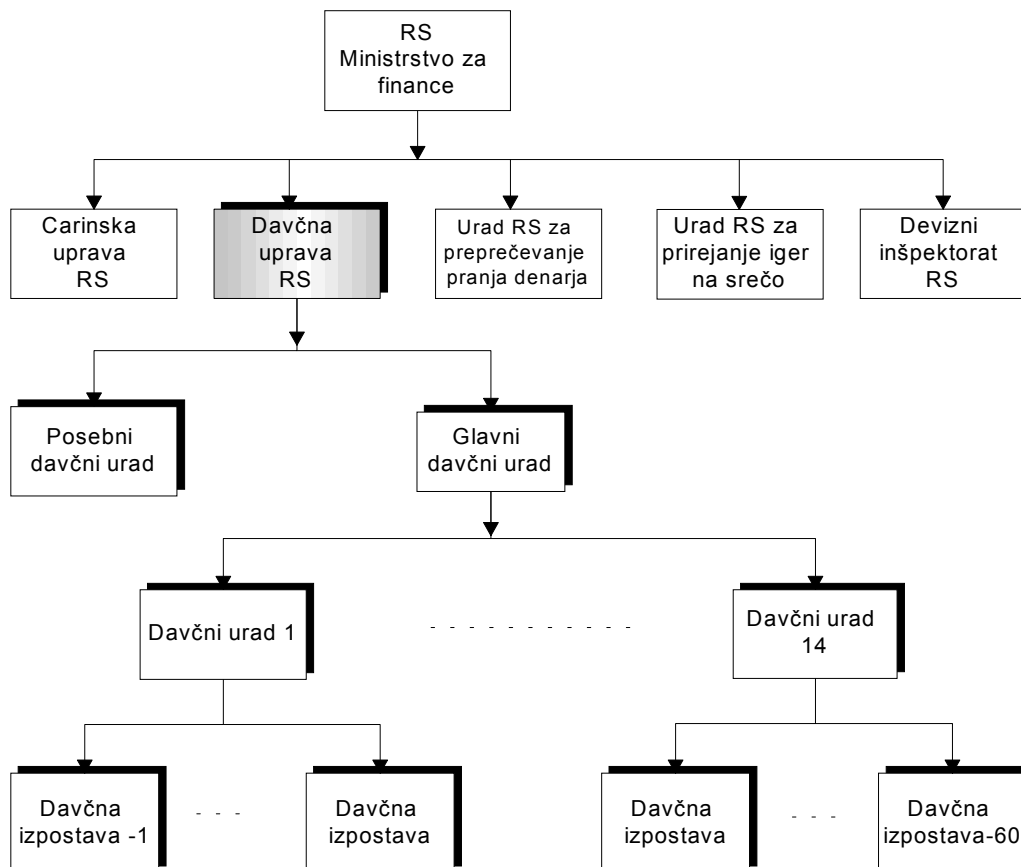 RS
Ministrstvo za
finance
Carinska
uprava
RS
Davčna
uprava
RS
Urad RS za
preprečevanje
pranja denarja
Urad RS za
prirejanje iger
na srečo
Devizni
inšpektorat
RS
Posebni
davčni urad
Glavni
davčni urad
Davčni urad 1
Davčni urad
14
Davčna
izpostava -1
Davčna
izpostava
Davčna
izpostava
Davčna
izpostava-60